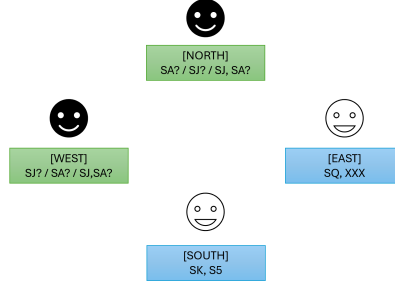 [NORTH]
SA? / SJ? / SJ, SA?
[WEST]
SJ? / SA? / SJ,SA?
[EAST]
SQ, XXX
[SOUTH]
SK, S5